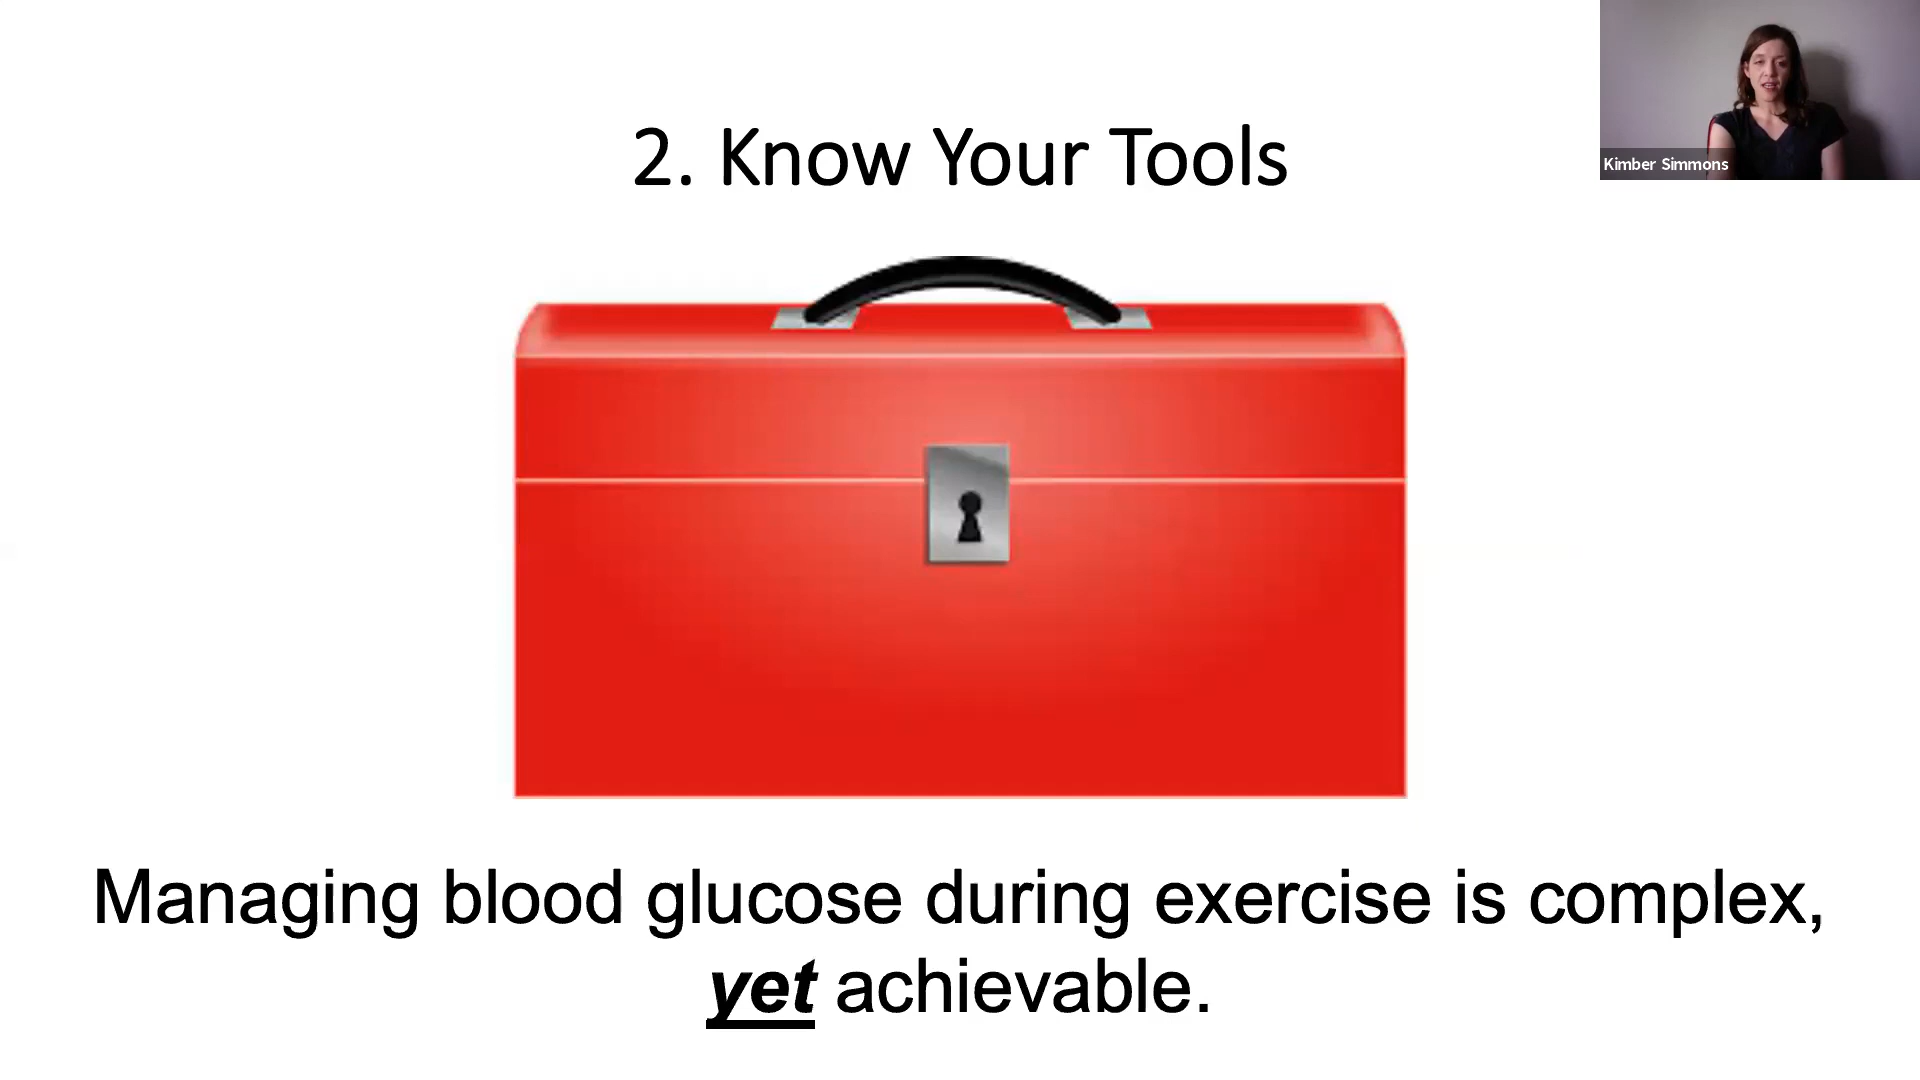 Kimber Simmons
2. Know Your Tools
Managing blood glucose during exercise is complex,
yet achievable.